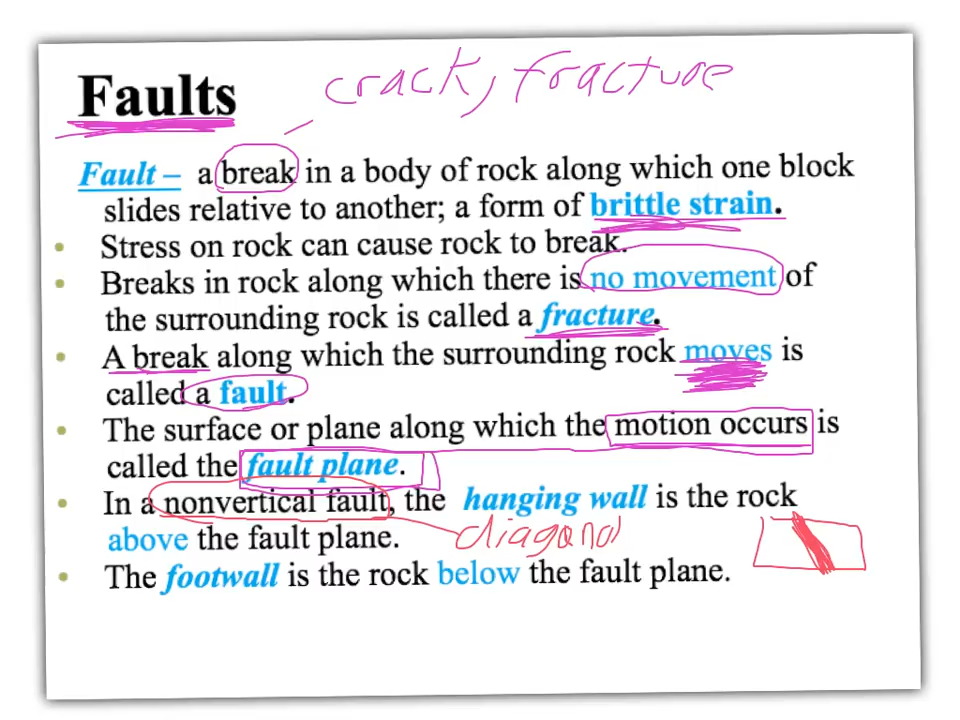 Faults
crack, fracture
Fault – a break in a body of rock along which one block
slides relative to another; a form of brittle strain.
• Stress on rock can cause rock to break.
• Breaks in rock along which there is no movement of
the surrounding rock is called a fracture.
• A break along which the surrounding rock moves is
called a fault.
• The surface or plane along which the motion occurs is
called the fault plane.
• In a nonvertical fault, the hanging wall is the rock
above the fault plane.
diagonal
• The footwall is the rock below the fault plane.